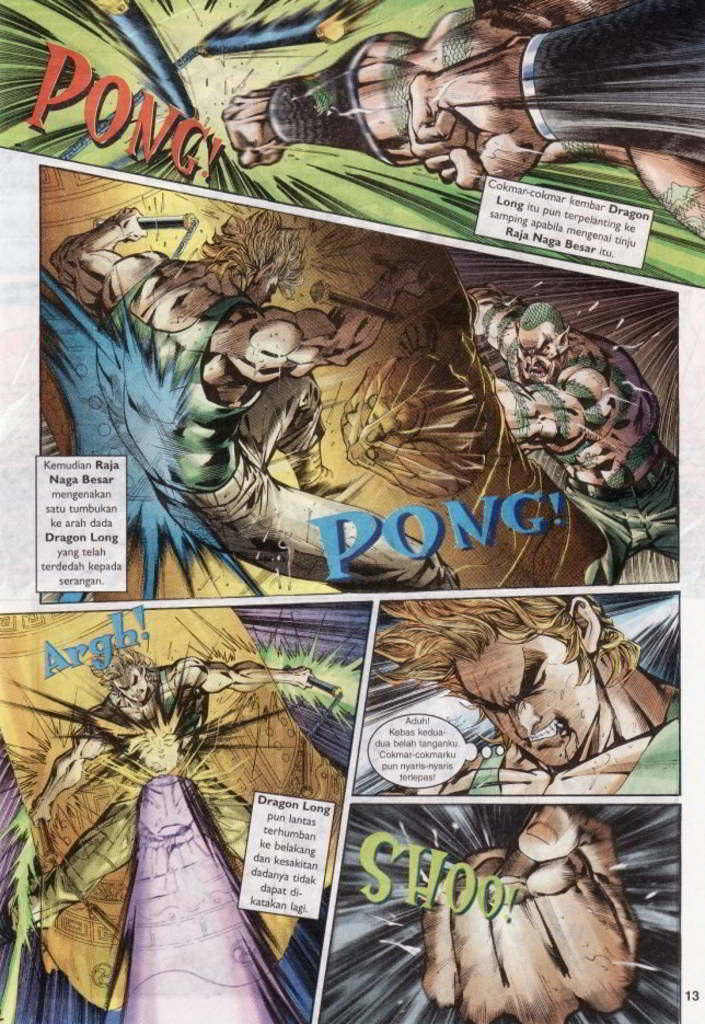 PONG!
Cokmar-cokmar kembar Dragon
Long itu pun terpelanting ke
samping apabila mengenai tinju
Raja Naga Besar itu.
Kemudian Raja
Naga Besar
mengenakan
satu tumbukan
ke arah dada
Dragon Long
yang telah
terdedah kepada
serangan.
PONG!
Argh!
Dragon Long
pun lantas
terhumban
ke belakang
dan kesakitan
dadanya tidak
dapat di-
katakan lagi.
Aduh!
Kebas kedua-
dua belah tanganku.
Cokmar-cokmarku
pun nyaris-nyaris
terlepas!
SHOO!
13